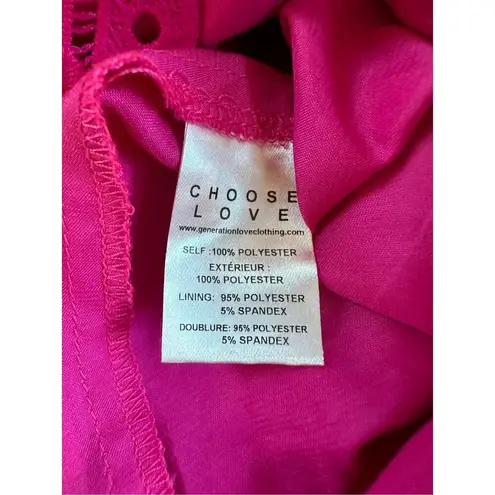 CHOOSE
LOVE
www.generationloveclothing.com
SELF :100% POLYESTER
EXTÉRIEUR :
100% POLYESTER
LINING: 95% POLYESTER
5% SPANDEX
DOUBLURE: 95% POLYESTER
5% SPANDEX